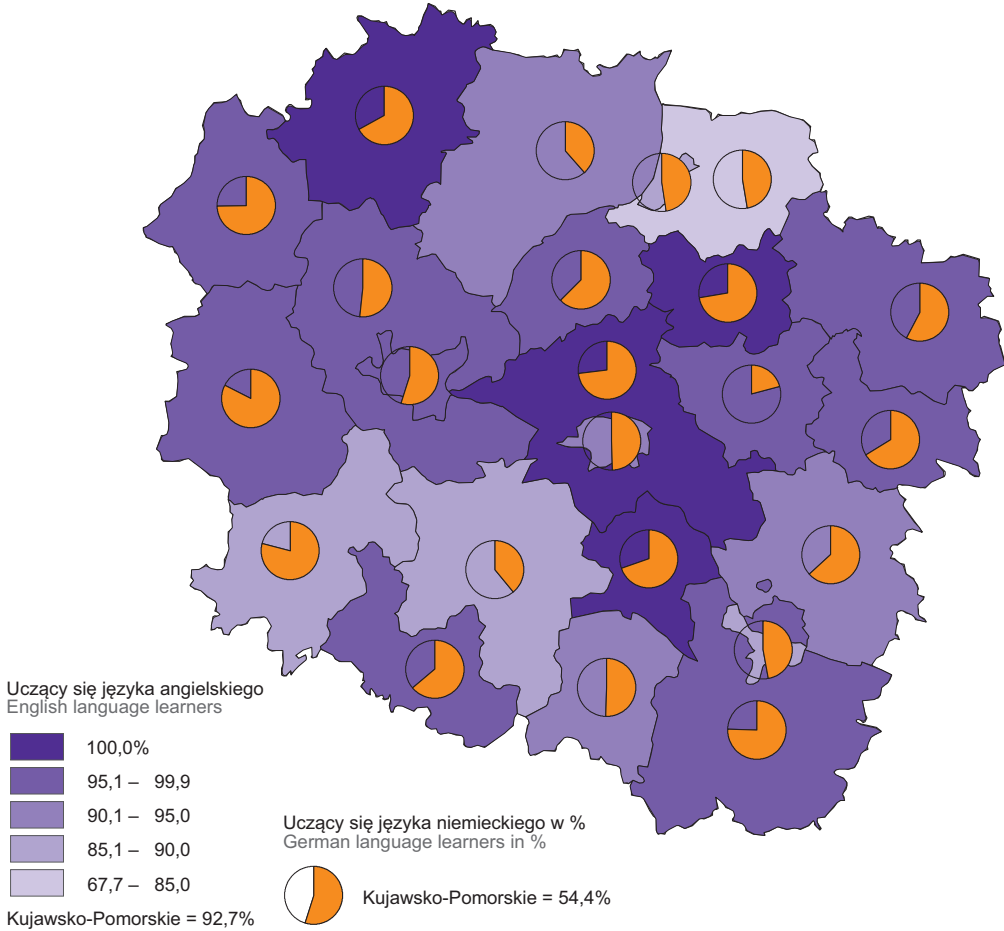 Uczący się języka angielskiego
English language learners
100,0%
95,1 – 99,9
90,1 – 95,0
85,1 – 90,0
67,7 – 85,0
Kujawsko-Pomorskie = 92,7%
Uczący się języka niemieckiego w %
German language learners in %
Kujawsko-Pomorskie = 54,4%